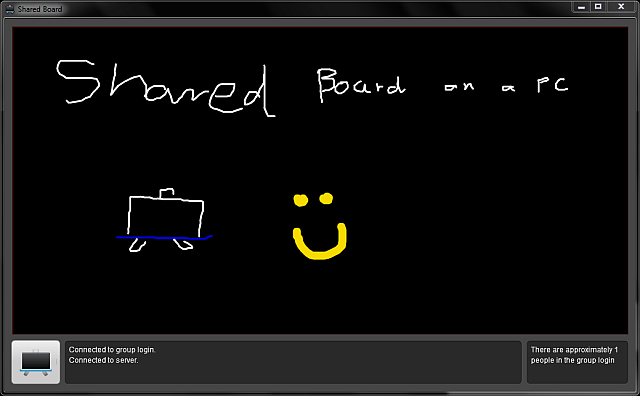 Shared Board
Shared Board on a PC
Connected to group login.
Connected to server.
There are approximately 1
people in the group login